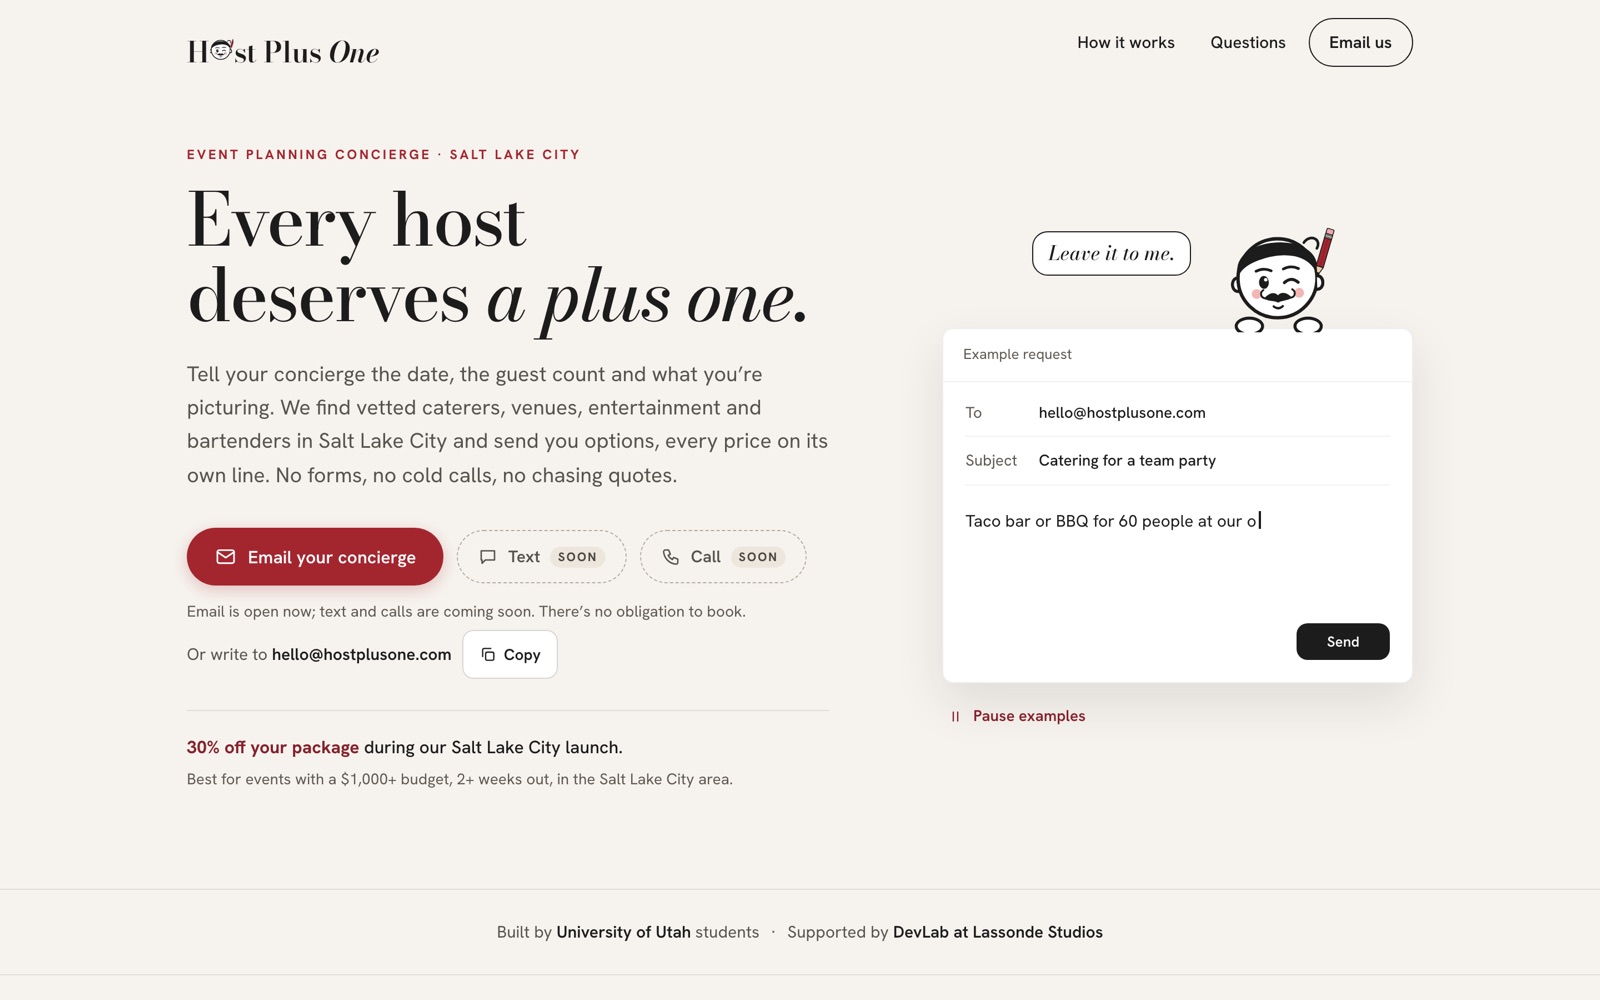 Host Plus One
How it works
Questions
Email us
EVENT PLANNING CONCIERGE · SALT LAKE CITY
Every host
deserves a plus one.
Tell your concierge the date, the guest count and what you’re
picturing. We find vetted caterers, venues, entertainment and
bartenders in Salt Lake City and send you options, every price on its
own line. No forms, no cold calls, no chasing quotes.
Email your concierge
Text SOON
Call SOON
Email is open now; text and calls are coming soon. There’s no obligation to book.
Or write to hello@hostplusone.com
Copy
30% off your package during our Salt Lake City launch.
Best for events with a $1,000+ budget, 2+ weeks out, in the Salt Lake City area.
Leave it to me.
Example request
To hello@hostplusone.com
Subject Catering for a team party
Taco bar or BBQ for 60 people at our o
Send
Pause examples
Built by University of Utah students · Supported by DevLab at Lassonde Studios